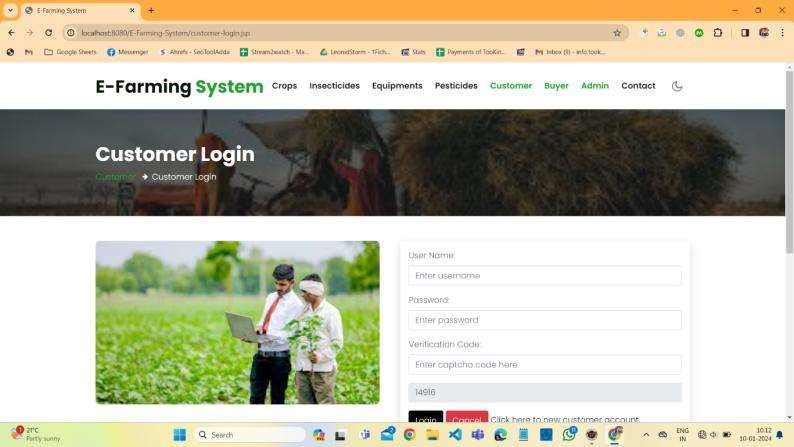 E-Farming System
localhost:8080/E-Farming-System/customer-login.jsp
Google Sheets
Messenger
Ahrefs - SeoToolAdda
Stream2watch - Ma...
LeonidStorm - 1Fich...
Stats
Payments of TooKin...
Inbox (9) - info.took...
E-Farming System
Crops
Insecticides
Equipments
Pesticides
Customer
Buyer
Admin
Contact
Customer Login
Customer → Customer Login
User Name:
Enter username
Password:
Enter password
Verification Code:
Enter captcha code here
14916
Login
Cancel
Click here to new customer account.
21°C
Partly sunny
Search
ENG
IN
10:12
10-01-2024